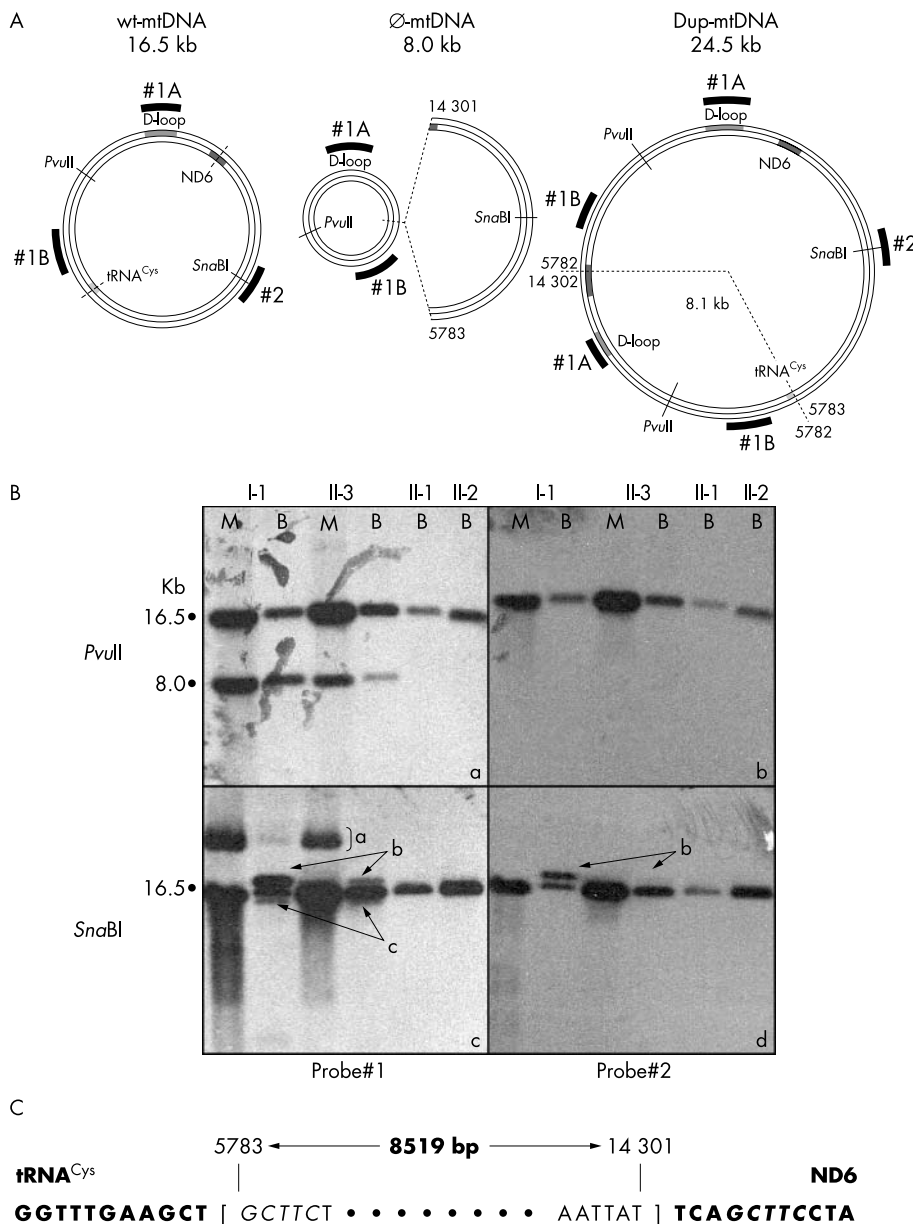 A
wt-mtDNA
16.5 kb
Ø-mtDNA
8.0 kb
Dup-mtDNA
24.5 kb
#1A
D-loop
PvuII
ND6
#1B
tRNACys
SnaBI
#2
14 301
#1A
D-loop
PvuII
SnaBI
#1B
5783
#1A
D-loop
PvuII
ND6
#1B
SnaBI
#2
5782
14 302
8.1 kb
D-loop
#1A
tRNACys
PvuII
5783
5782
#1B
B
I-1 II-3 II-1 II-2 I-1 II-3 II-1 II-2
M B M B B B M B M B B B
Kb
16.5
PvuII
8.0
a b
a
b b
16.5
SnaBI
c
c d
Probe#1 Probe#2
C
5783 8519 bp 14 301
tRNACys ND6
GGTTTGAAGCT [ GCTTCT • • • • • • • • AATTAT ] TCAGCTTCCTA